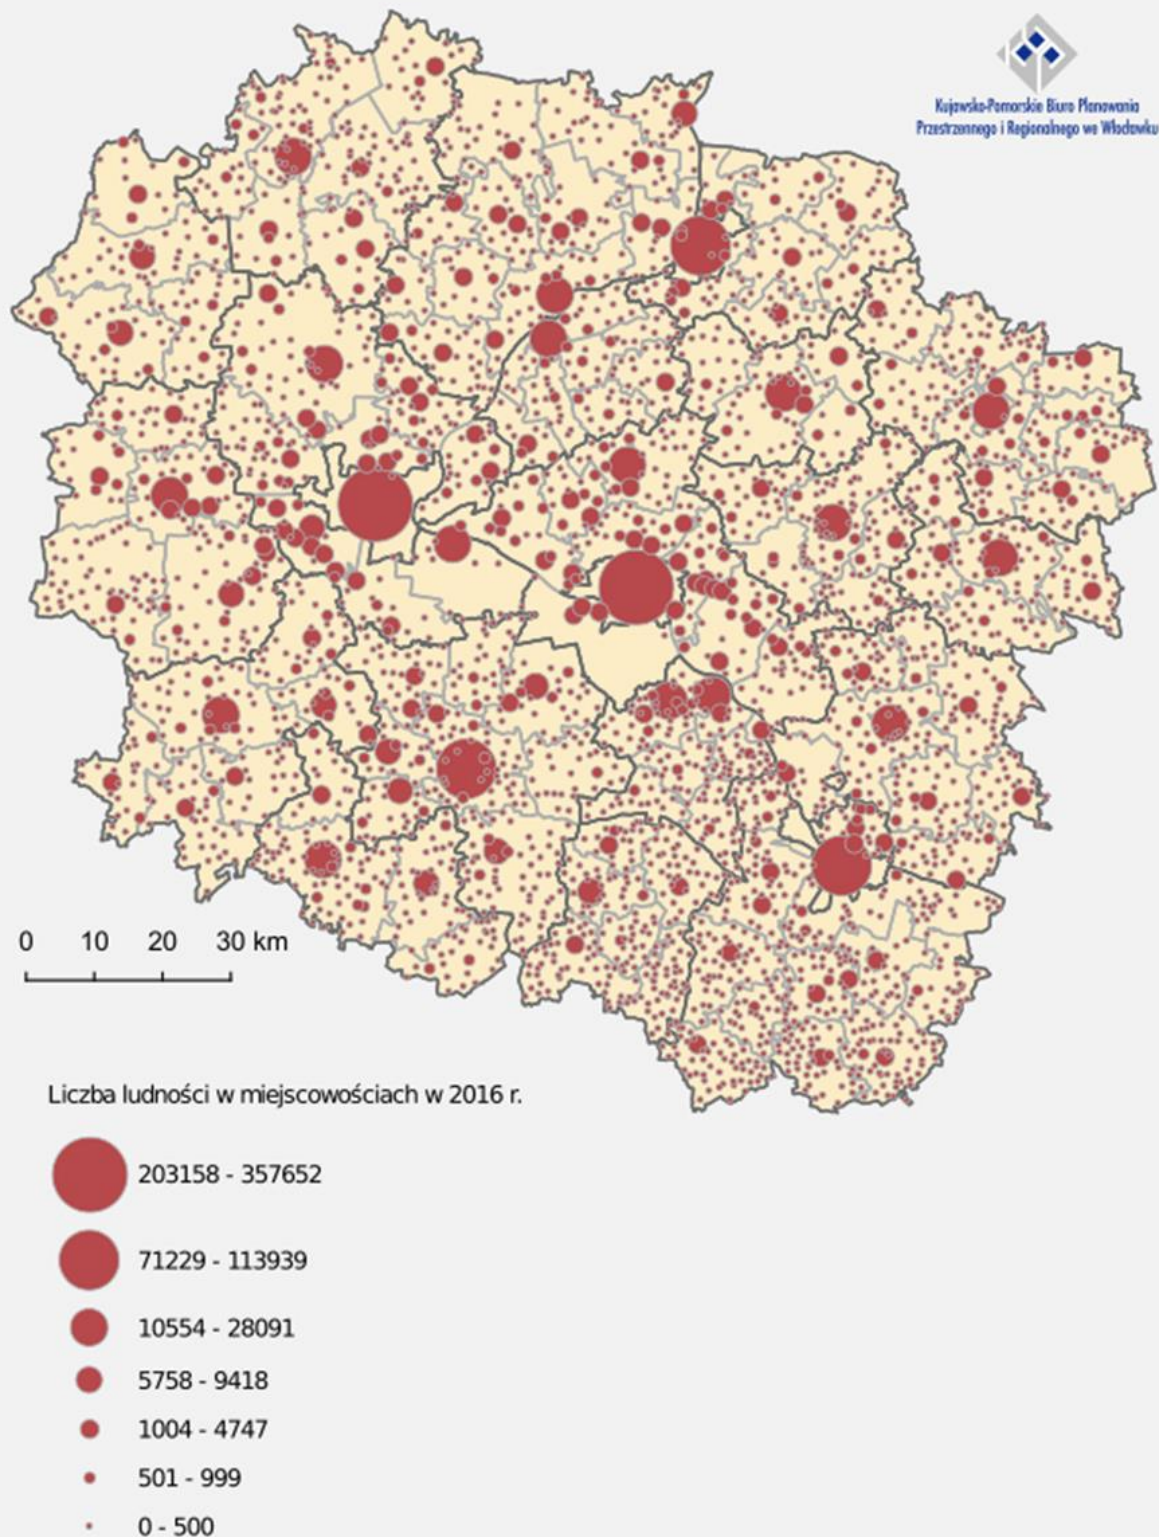 Kujawsko-Pomorskie Biuro Planowania
Przestrzennego i Regionalnego we Włocławku
0 10 20 30 km
Liczba ludności w miejscowościach w 2016 r.
203158 - 357652
71229 - 113939
10554 - 28091
5758 - 9418
1004 - 4747
501 - 999
0 - 500